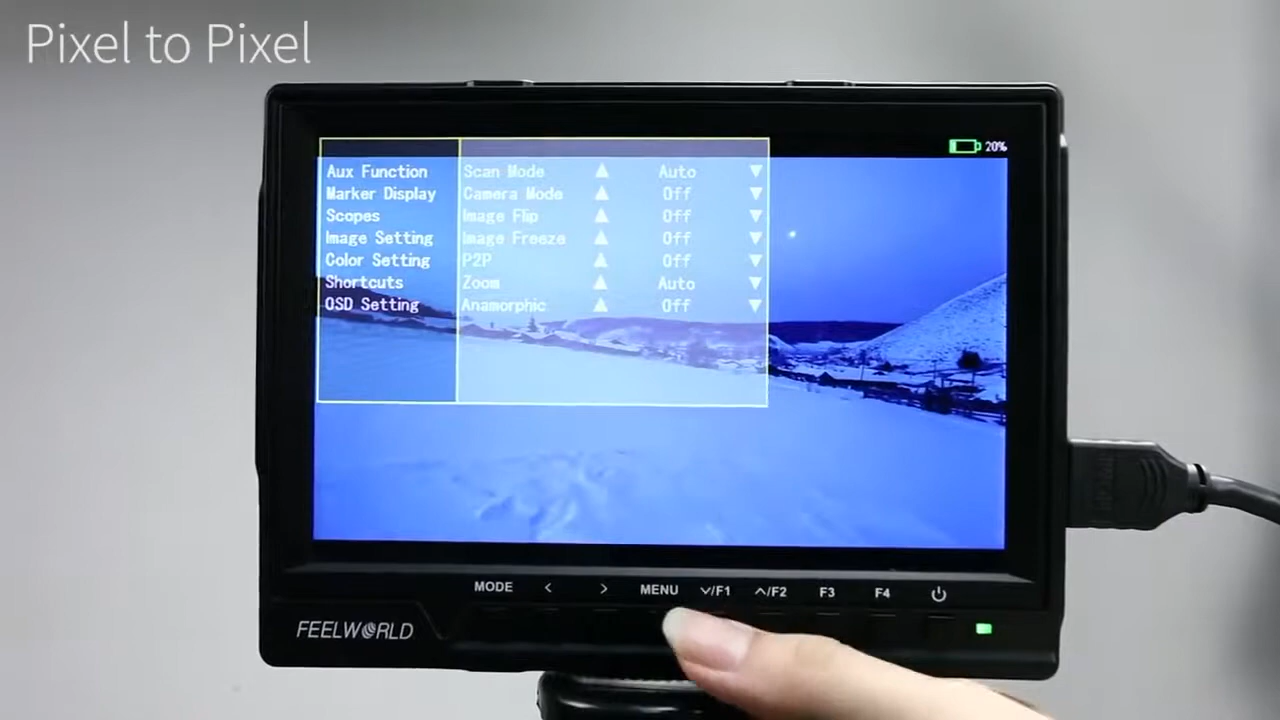 Pixel to Pixel
20%
Aux Function Scan Mode ▲ Auto ▼
Marker Display Camera Mode ▲ Off ▼
Scopes Image Flip ▲ Off ▼
Image Setting Image Freeze ▲ Off ▼
Color Setting P2P ▲ Off ▼
Shortcuts Zoom ▲ Auto ▼
OSD Setting Anamorphic ▲ Off ▼
MODE < > MENU ∨/F1 ∧/F2 F3 F4
FEELWORLD